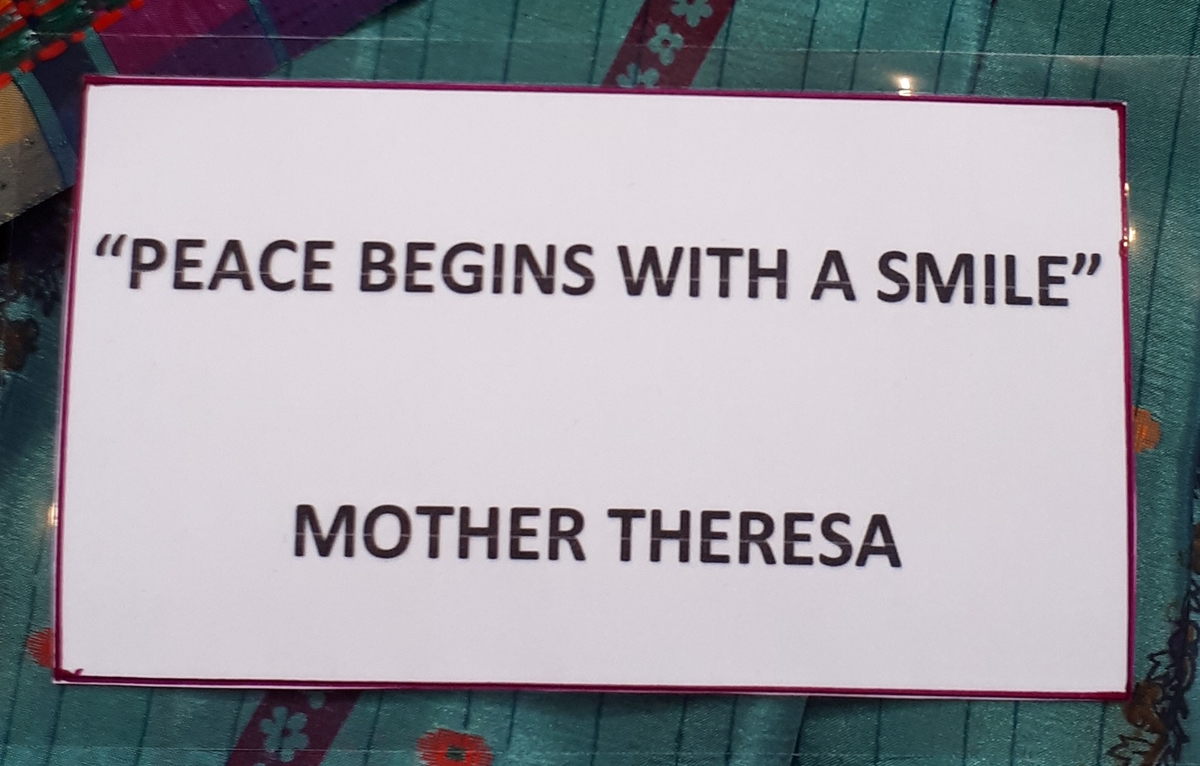 “PEACE BEGINS WITH A SMILE”
MOTHER THERESA